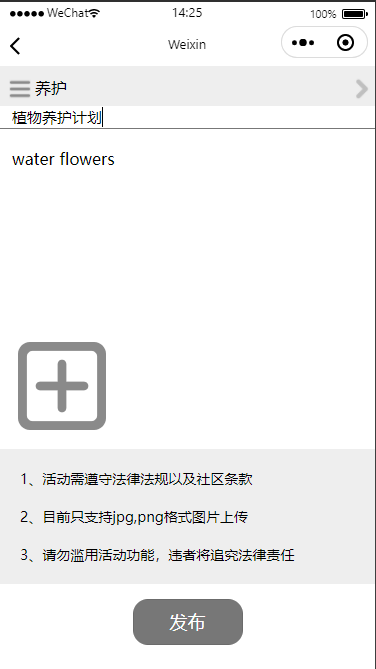 WeChat 14:25 100%
Weixin
养护
植物养护计划
water flowers
1、活动需遵守法律法规以及社区条款
2、目前只支持jpg,png格式图片上传
3、请勿滥用活动功能，违者将追究法律责任
发布